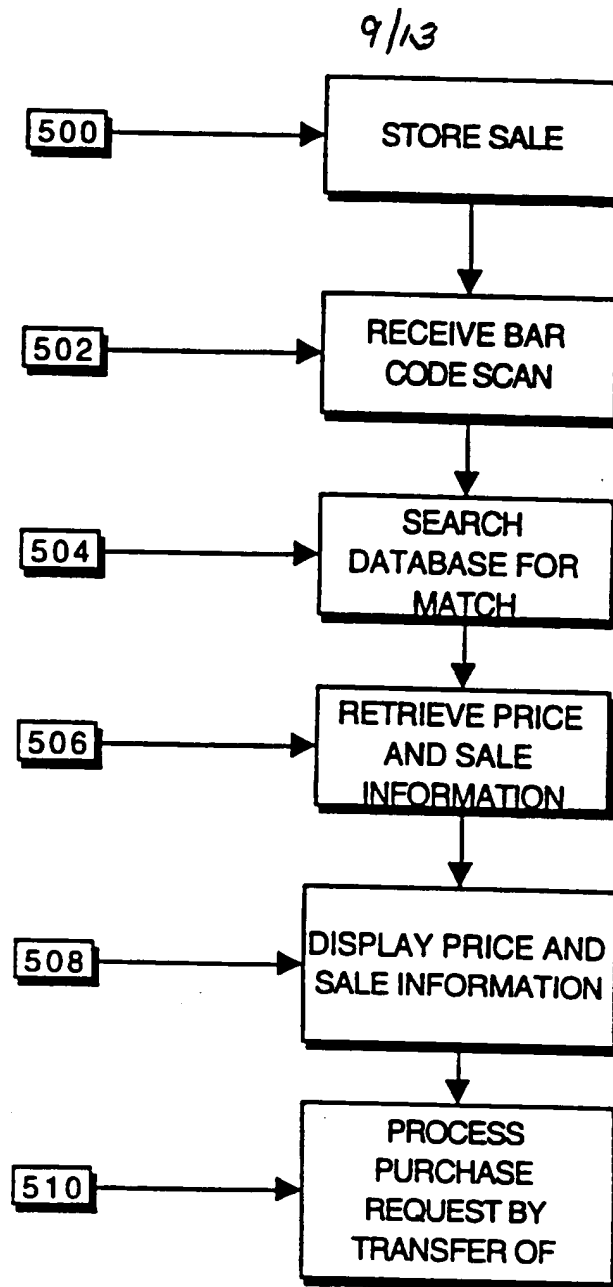 9/13
500
STORE SALE
502
RECEIVE BAR
CODE SCAN
504
SEARCH
DATABASE FOR
MATCH
506
RETRIEVE PRICE
AND SALE
INFORMATION
508
DISPLAY PRICE AND
SALE INFORMATION
510
PROCESS
PURCHASE
REQUEST BY
TRANSFER OF